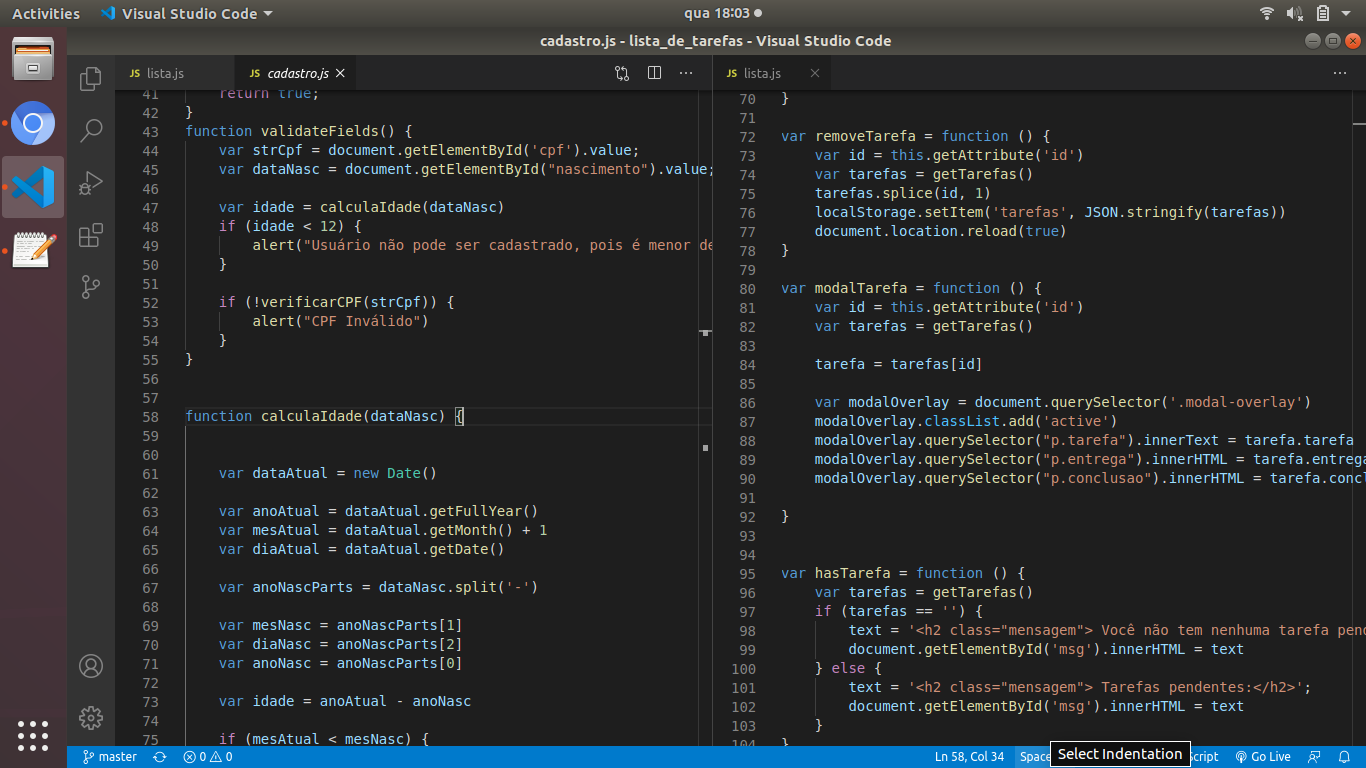 Activities Visual Studio Code qua 18:03
cadastro.js - lista_de_tarefas - Visual Studio Code
JS lista.js JS cadastro.js
41 return true;
42 }
43 function validateFields() {
44 var strCpf = document.getElementById('cpf').value;
45 var dataNasc = document.getElementById("nascimento").value;
46
47 var idade = calculaIdade(dataNasc)
48 if (idade < 12) {
49 alert("Usuário não pode ser cadastrado, pois é menor de
50 }
51
52 if (!verificarCPF(strCpf)) {
53 alert("CPF Inválido")
54 }
55 }
56
57
58 function calculaIdade(dataNasc) {
59
60
61 var dataAtual = new Date()
62
63 var anoAtual = dataAtual.getFullYear()
64 var mesAtual = dataAtual.getMonth() + 1
65 var diaAtual = dataAtual.getDate()
66
67 var anoNascParts = dataNasc.split('-')
68
69 var mesNasc = anoNascParts[1]
70 var diaNasc = anoNascParts[2]
71 var anoNasc = anoNascParts[0]
72
73 var idade = anoAtual - anoNasc
74
75 if (mesAtual < mesNasc) {
JS lista.js
70 }
71
72 var removeTarefa = function () {
73 var id = this.getAttribute('id')
74 var tarefas = getTarefas()
75 tarefas.splice(id, 1)
76 localStorage.setItem('tarefas', JSON.stringify(tarefas))
77 document.location.reload(true)
78 }
79
80 var modalTarefa = function () {
81 var id = this.getAttribute('id')
82 var tarefas = getTarefas()
83
84 tarefa = tarefas[id]
85
86 var modalOverlay = document.querySelector('.modal-overlay')
87 modalOverlay.classList.add('active')
88 modalOverlay.querySelector("p.tarefa").innerText = tarefa.tarefa
89 modalOverlay.querySelector("p.entrega").innerHTML = tarefa.entrega
90 modalOverlay.querySelector("p.conclusao").innerHTML = tarefa.conc
91
92 }
93
94
95 var hasTarefa = function () {
96 var tarefas = getTarefas()
97 if (tarefas == '') {
98 text = '<h2 class="mensagem"> Você não tem nenhuma tarefa pen
99 document.getElementById('msg').innerHTML = text
100 } else {
101 text = '<h2 class="mensagem"> Tarefas pendentes:</h2>';
102 document.getElementById('msg').innerHTML = text
103 }
104 }
master 0 0 Ln 58, Col 34 Space Select Indentation Script Go Live